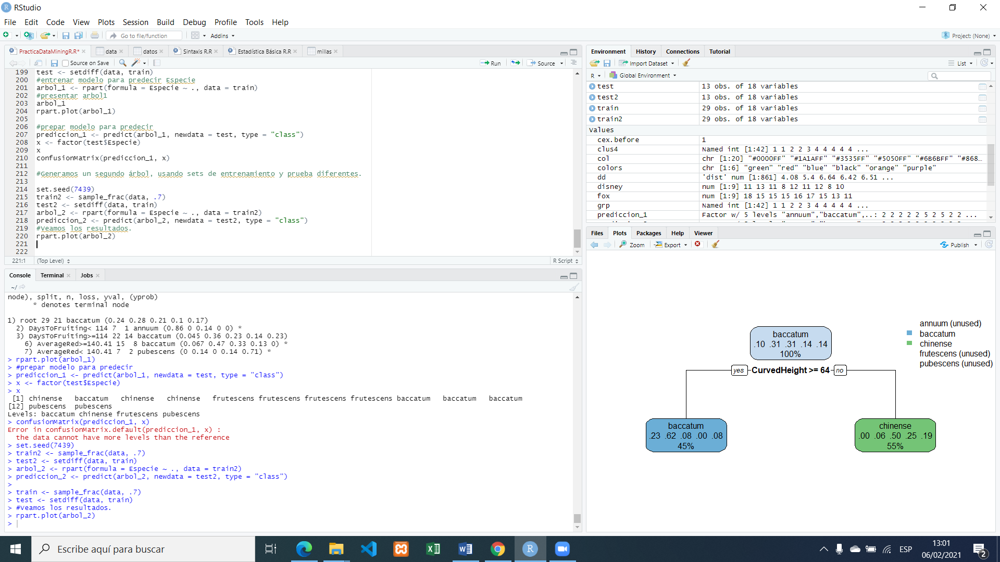 RStudio
File Edit Code View Plots Session Build Debug Profile Tools Help
Go to file/function Addins Project: (None)
PracticaDataMiningR.R* data datos Sintaxis R.R Estadística Básica R.R millas
Source on Save Run Source
199 test <- setdiff(data, train)
200 #entrenar modelo para predecir Especie
201 arbol_1 <- rpart(formula = Especie ~ ., data = train)
202 #presentar arbol1
203 arbol_1
204 rpart.plot(arbol_1)
205
206 #prepar modelo para predecir
207 prediccion_1 <- predict(arbol_1, newdata = test, type = "class")
208 x <- factor(test$Especie)
209 x
210 confusionMatrix(prediccion_1, x)
211
212 #Generamos un segundo árbol, usando sets de entrenamiento y prueba diferentes.
213
214 set.seed(7439)
215 train2 <- sample_frac(data, .7)
216 test2 <- setdiff(data, train)
217 arbol_2 <- rpart(formula = Especie ~ ., data = train2)
218 prediccion_2 <- predict(arbol_2, newdata = test2, type = "class")
219 #Veamos los resultados.
220 rpart.plot(arbol_2)
221
222
221:1 (Top Level) R Script
Console Terminal Jobs
~/
node), split, n, loss, yval, (yprob)
* denotes terminal node
1) root 29 21 baccatum (0.24 0.28 0.21 0.1 0.17)
2) DaysToFruiting< 114 7 1 annuum (0.86 0 0.14 0 0) *
3) DaysToFruiting>=114 22 14 baccatum (0.045 0.36 0.23 0.14 0.23)
6) AverageRed>=140.41 15 8 baccatum (0.067 0.47 0.33 0.13 0) *
7) AverageRed< 140.41 7 2 pubescens (0 0.14 0 0.14 0.71) *
> rpart.plot(arbol_1)
> #prepar modelo para predecir
> prediccion_1 <- predict(arbol_1, newdata = test, type = "class")
> x <- factor(test$Especie)
> x
[1] chinense baccatum chinense chinense frutescens frutescens frutescens frutescens baccatum baccatum baccatum
[12] pubescens pubescens
Levels: baccatum chinense frutescens pubescens
> confusionMatrix(prediccion_1, x)
Error in confusionMatrix.default(prediccion_1, x) :
the data cannot have more levels than the reference
> set.seed(7439)
> train2 <- sample_frac(data, .7)
> test2 <- setdiff(data, train)
> arbol_2 <- rpart(formula = Especie ~ ., data = train2)
> prediccion_2 <- predict(arbol_2, newdata = test2, type = "class")
>
> train <- sample_frac(data, .7)
> test <- setdiff(data, train)
> #Veamos los resultados.
> rpart.plot(arbol_2)
>
Environment History Connections Tutorial
Import Dataset List
R Global Environment
test 13 obs. of 18 variables
test2 13 obs. of 18 variables
train 29 obs. of 18 variables
train2 29 obs. of 18 variables
Values
cex.before 1
clus4 Named int [1:42] 1 1 2 2 3 4 4 4 4 4 ...
col chr [1:20] "#0000FF" "#1A1AFF" "#3535FF" "#5050FF" "#6B6BFF" "#868...
colors chr [1:6] "green" "red" "blue" "black" "orange" "purple"
dd 'dist' num [1:861] 4.08 5.4 6.64 6.42 6.51 ...
disney num [1:9] 11 13 11 8 12 11 12 8 10
fox num [1:9] 18 15 15 15 16 17 15 13 11
grp Named int [1:42] 1 1 2 2 3 4 4 4 4 4 ...
prediccion_1 Factor w/ 5 levels "annuum","baccatum",..: 2 2 2 2 2 5 2 5 2 2 ...
Files Plots Packages Help Viewer
Zoom Export Publish
annuum (unused)
baccatum
chinense
frutescens (unused)
pubescens (unused)
baccatum
.10 .31 .31 .14 .14
100%
yes CurvedHeight >= 64 no
baccatum
.23 .62 .08 .00 .08
45%
chinense
.00 .06 .50 .25 .19
55%
Escribe aquí para buscar
ESP
13:01
06/02/2021
2